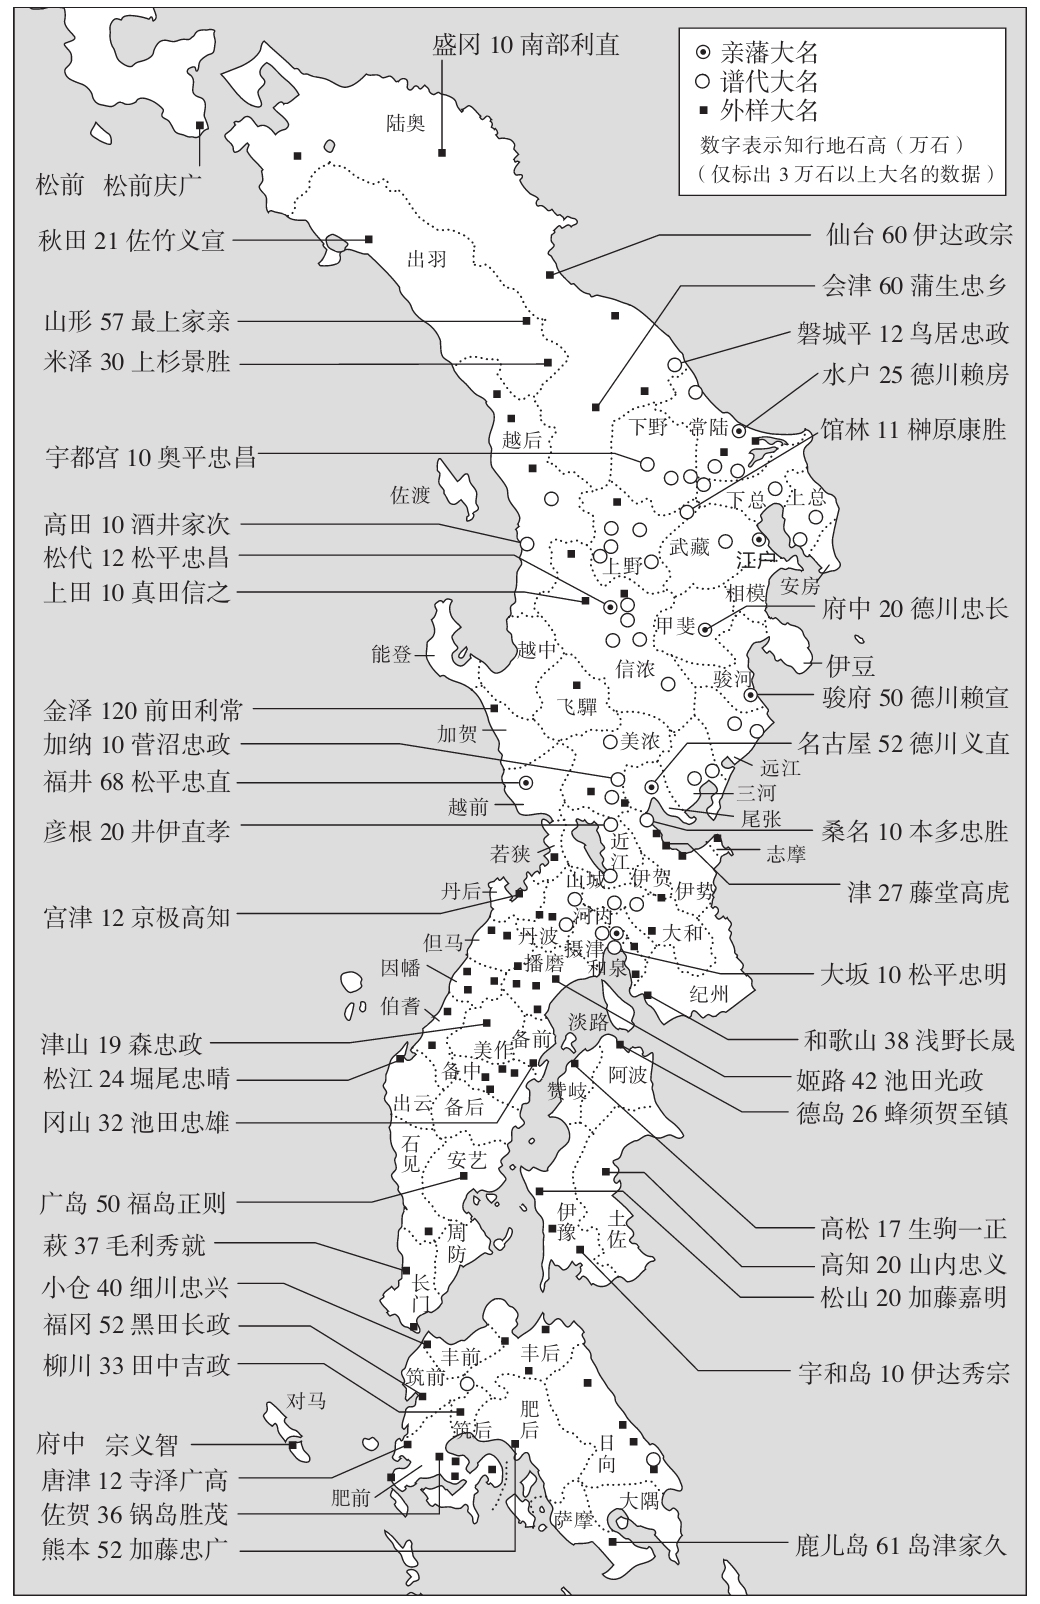 盛冈 10 南部利直
亲藩大名
谱代大名
外样大名
数字表示知行地石高（万石）
（仅标出 3 万石以上大名的数据）
松前 松前庆广
秋田 21 佐竹义宣
山形 57 最上家亲
米泽 30 上杉景胜
宇都宫 10 奥平忠昌
佐渡
高田 10 酒井家次
松代 12 松平忠昌
上田 10 真田信之
能登
金泽 120 前田利常
加贺
加纳 10 菅沼忠政
福井 68 松平忠直
越前
彦根 20 井伊直孝
若狭
丹后
宫津 12 京极高知
但马
因幡
伯耆
津山 19 森忠政
松江 24 堀尾忠晴
冈山 32 池田忠雄
广岛 50 福岛正则
萩 37 毛利秀就
小仓 40 细川忠兴
福冈 52 黑田长政
柳川 33 田中吉政
对马
府中 宗义智
唐津 12 寺泽广高
肥前
佐贺 36 锅岛胜茂
熊本 52 加藤忠广
仙台 60 伊达政宗
会津 60 蒲生忠乡
磐城平 12 鸟居忠政
水户 25 德川赖房
馆林 11 榊原康胜
府中 20 德川忠长
伊豆
骏府 50 德川赖宣
名古屋 52 德川义直
远江
三河
尾张
桑名 10 本多忠胜
志摩
津 27 藤堂高虎
大坂 10 松平忠明
和歌山 38 浅野长晟
姬路 42 池田光政
德岛 26 蜂须贺至镇
高松 17 生驹一正
高知 20 山内忠义
松山 20 加藤嘉明
宇和岛 10 伊达秀宗
鹿儿岛 61 岛津家久
陆奥
出羽
越后
下野
常陆
下总
上总
武藏
江户
上野
安房
相模
甲斐
越中
信浓
骏河
飞驒
美浓
近江
山城
伊贺
伊势
河内
丹波
摄津
大和
播磨
和泉
纪州
淡路
备前
美作
备中
备后
出云
石见
安艺
周防
长门
阿波
赞岐
伊豫
土佐
丰前
丰后
筑前
筑后
肥后
日向
大隅
萨摩